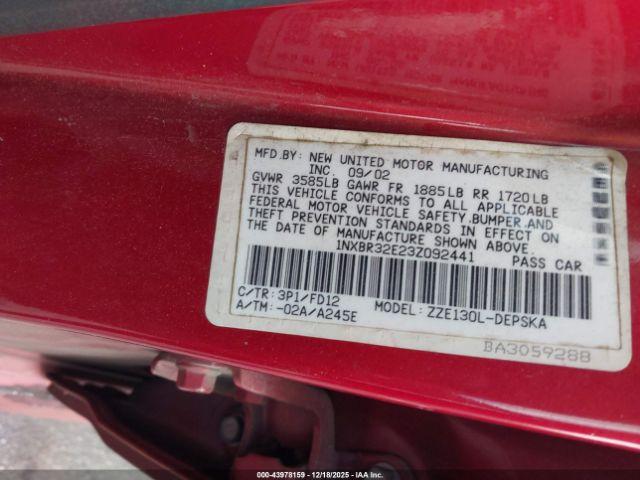 MFD.BY: NEW UNITED MOTOR MANUFACTURING
INC. 09/02
GVWR 3585LB GAWR FR 1885LB RR 1720LB
THIS VEHICLE CONFORMS TO ALL APPLICABLE
FEDERAL MOTOR VEHICLE SAFETY,BUMPER,AND
THEFT PREVENTION STANDARDS IN EFFECT ON
THE DATE OF MANUFACTURE SHOWN ABOVE.
1NXBR32E23Z092441 PASS CAR
C/TR: 3P1/FD12 MODEL: ZZE130L-DEPSKA
A/TM: -02A/A245E
BA3059288
000-43978159 • 12/18/2025 • IAAI.com